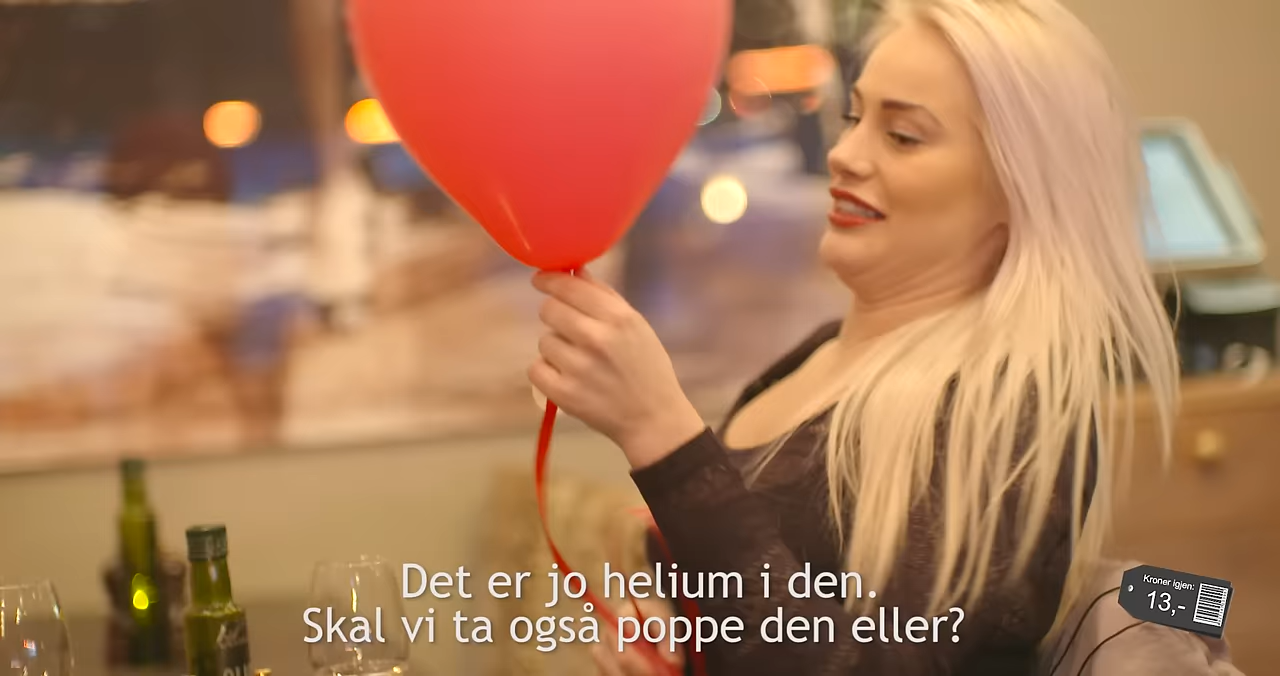 Det er jo helium i den.
Skal vi ta også poppe den eller?
Kroner igjen:
13,-